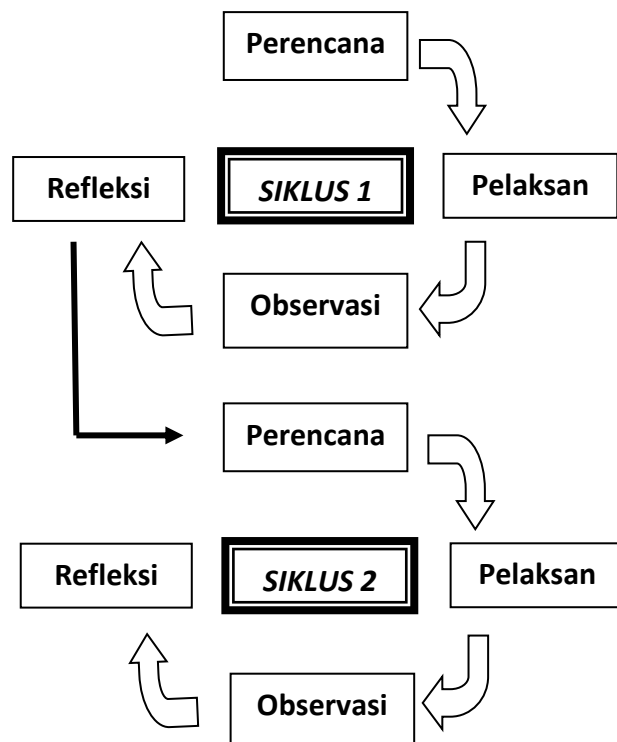 Perencana
Refleksi
SIKLUS 1
Pelaksan
Observasi
Perencana
Refleksi
SIKLUS 2
Pelaksan
Observasi